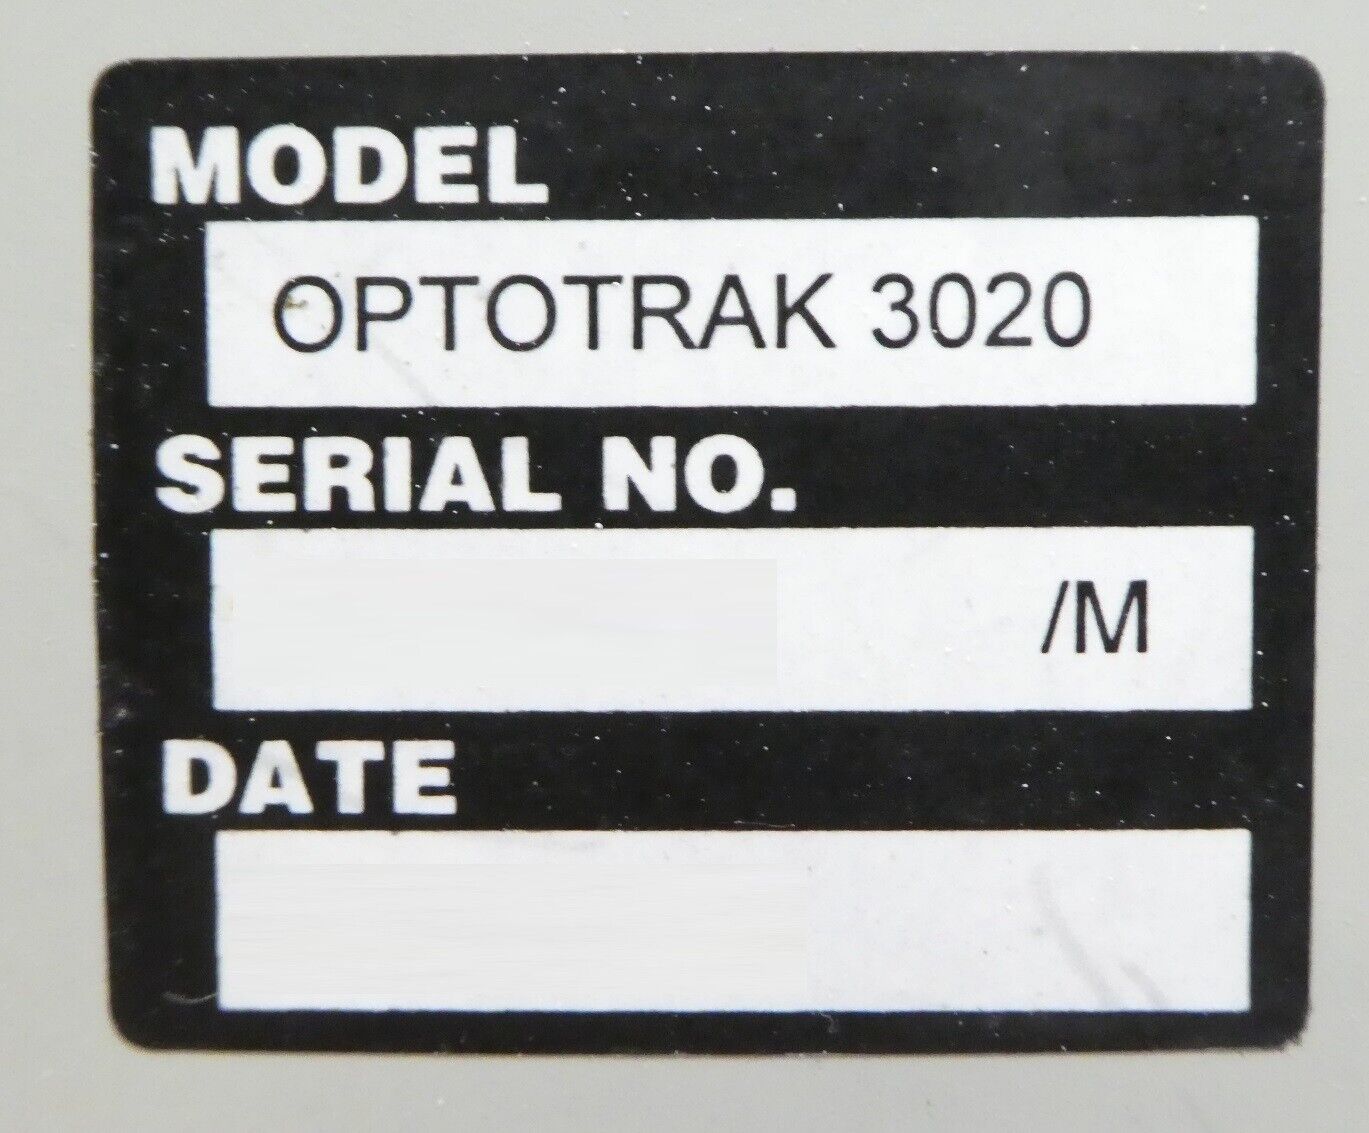 MODEL
OPTOTRAK 3020
SERIAL NO.
/M
DATE